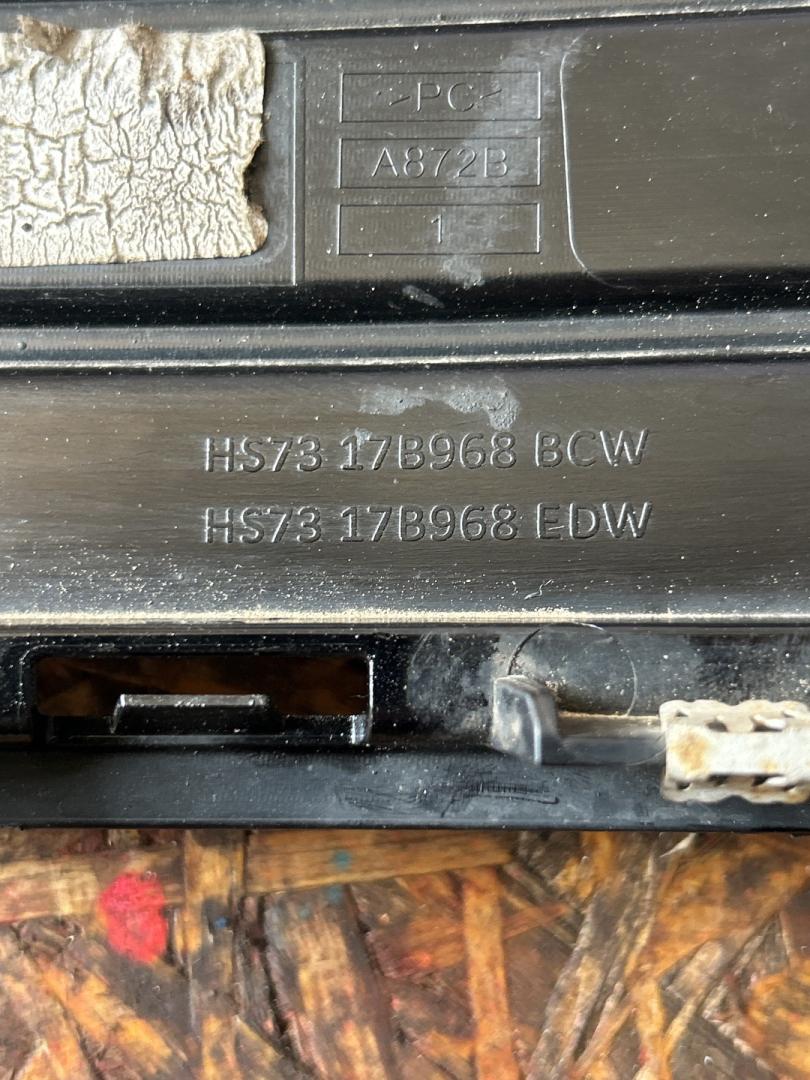 >PC<
A872B
1
HS73 17B968 BCW
HS73 17B968 EDW